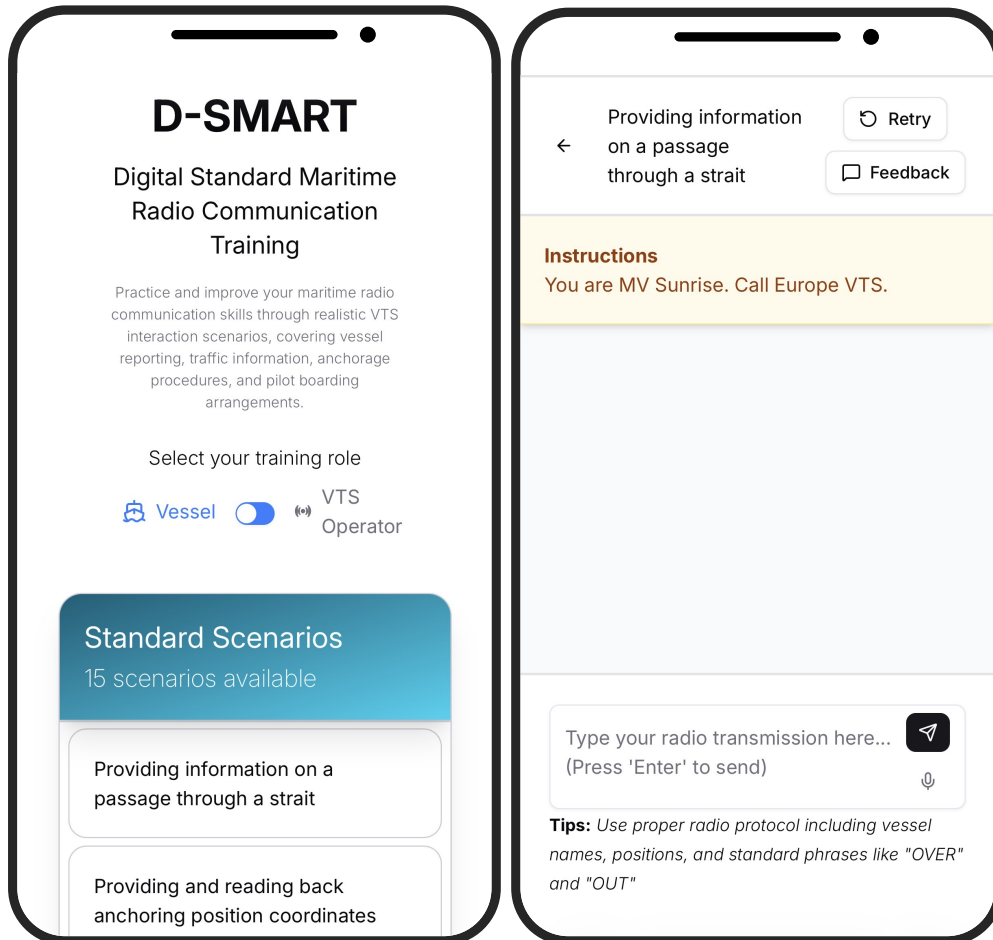 D-SMART
Digital Standard Maritime
Radio Communication
Training
Practice and improve your maritime radio
communication skills through realistic VTS
interaction scenarios, covering vessel
reporting, traffic information, anchorage
procedures, and pilot boarding
arrangements.
Select your training role
Vessel
VTS
Operator
Standard Scenarios
15 scenarios available
Providing information on a
passage through a strait
Providing and reading back
anchoring position coordinates
Providing information
on a passage
through a strait
Retry
Feedback
Instructions
You are MV Sunrise. Call Europe VTS.
Type your radio transmission here...
(Press 'Enter' to send)
Tips: Use proper radio protocol including vessel
names, positions, and standard phrases like "OVER"
and "OUT"